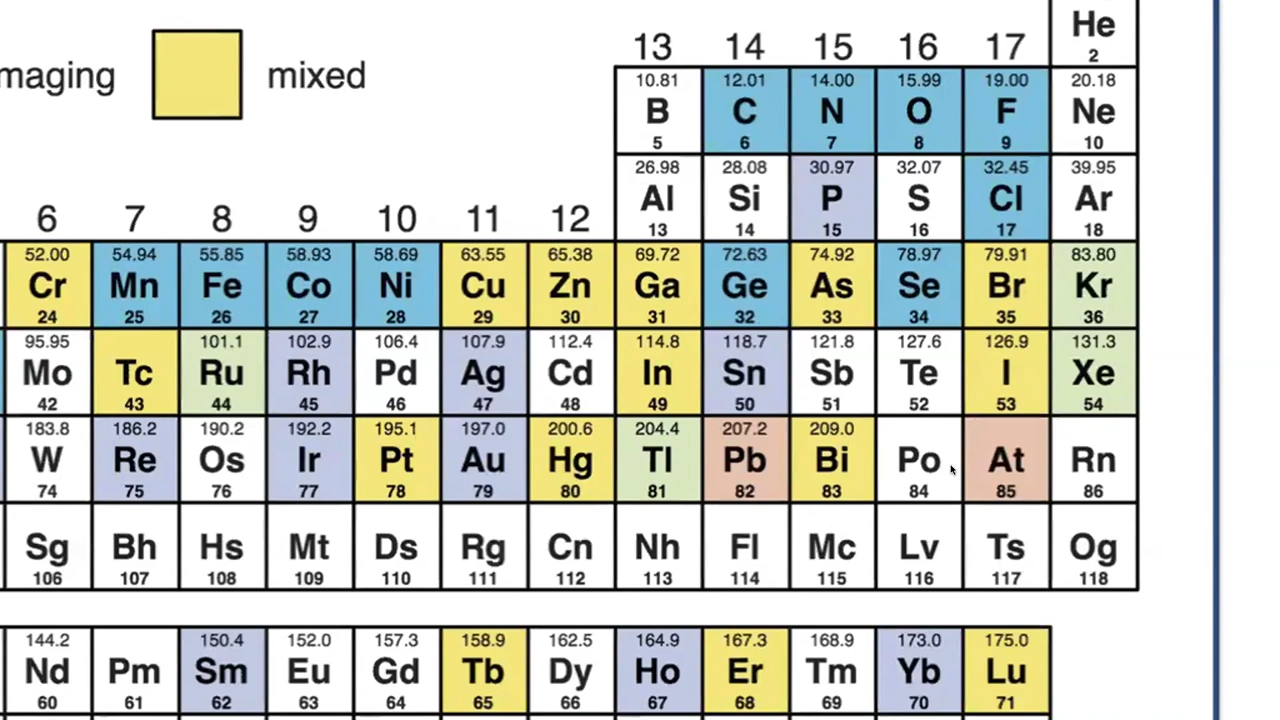 He
13 14 15 16 17 2
maging mixed
10.81 12.01 14.00 15.99 19.00 20.18
B C N O F Ne
5 6 7 8 9 10
26.98 28.08 30.97 32.07 32.45 39.95
Al Si P S Cl Ar
6 7 8 9 10 11 12 13 14 15 16 17 18
52.00 54.94 55.85 58.93 58.69 63.55 65.38 69.72 72.63 74.92 78.97 79.91 83.80
Cr Mn Fe Co Ni Cu Zn Ga Ge As Se Br Kr
24 25 26 27 28 29 30 31 32 33 34 35 36
95.95 101.1 102.9 106.4 107.9 112.4 114.8 118.7 121.8 127.6 126.9 131.3
Mo Tc Ru Rh Pd Ag Cd In Sn Sb Te I Xe
42 43 44 45 46 47 48 49 50 51 52 53 54
183.8 186.2 190.2 192.2 195.1 197.0 200.6 204.4 207.2 209.0
W Re Os Ir Pt Au Hg Tl Pb Bi Po At Rn
74 75 76 77 78 79 80 81 82 83 84 85 86
Sg Bh Hs Mt Ds Rg Cn Nh Fl Mc Lv Ts Og
106 107 108 109 110 111 112 113 114 115 116 117 118
144.2 150.4 152.0 157.3 158.9 162.5 164.9 167.3 168.9 173.0 175.0
Nd Pm Sm Eu Gd Tb Dy Ho Er Tm Yb Lu
60 61 62 63 64 65 66 67 68 69 70 71